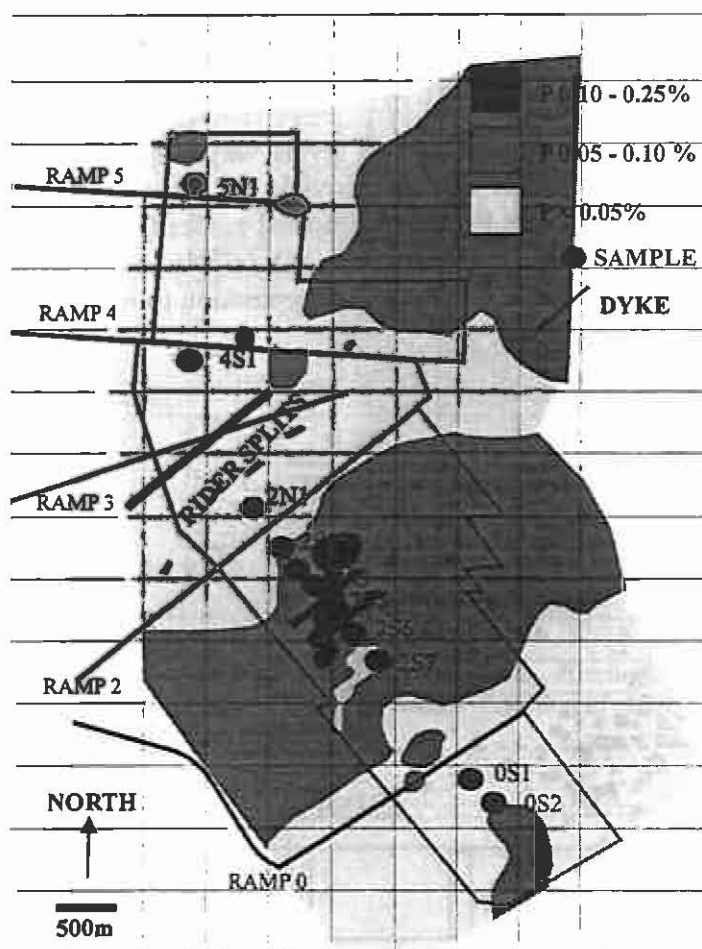 P 0.10 - 0.25%
P 0.05 - 0.10 %
P < 0.05%
SAMPLE
DYKE
RAMP 5
5N1
RAMP 4
4S1
RIDER SPLITS
RAMP 3
2N1
RAMP 2
0S1
0S2
NORTH
RAMP 0
500m